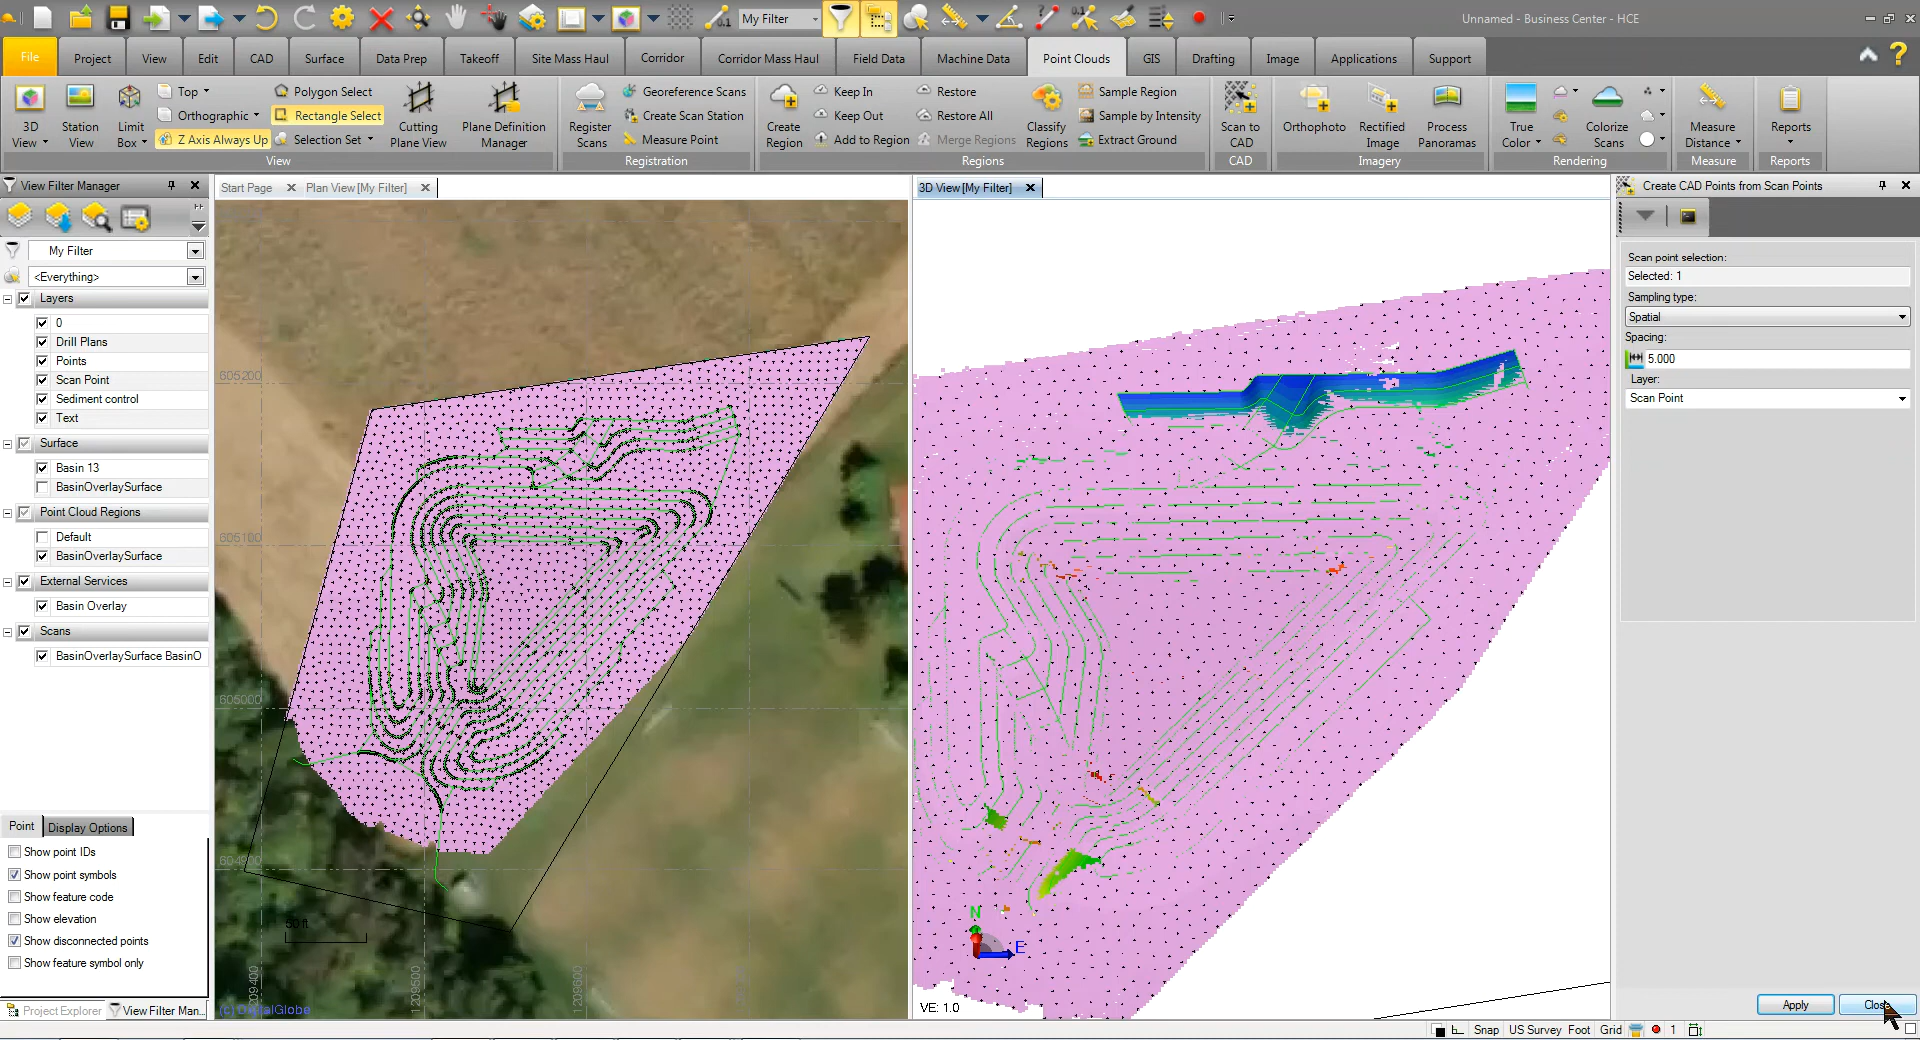 My Filter
Unnamed - Business Center - HCE
File
Project
View
Edit
CAD
Surface
Data Prep
Takeoff
Site Mass Haul
Corridor
Corridor Mass Haul
Field Data
Machine Data
Point Clouds
GIS
Drafting
Image
Applications
Support
3D View
Station View
Limit Box
Top
Orthographic
Z Axis Always Up
Polygon Select
Rectangle Select
Selection Set
Cutting Plane View
Plane Definition Manager
View
Register Scans
Georeference Scans
Create Scan Station
Measure Point
Registration
Create Region
Keep In
Keep Out
Add to Region
Restore
Restore All
Merge Regions
Classify Regions
Sample Region
Sample by Intensity
Extract Ground
Regions
Scan to CAD
CAD
Orthophoto
Rectified Image
Process Panoramas
Imagery
True Color
Colorize Scans
Rendering
Measure Distance
Measure
Reports
Reports
View Filter Manager
My Filter
<Everything>
Layers
0
Drill Plans
Points
Scan Point
Sediment control
Text
Surface
Basin 13
BasinOverlaySurface
Point Cloud Regions
Default
BasinOverlaySurface
External Services
Basin Overlay
Scans
BasinOverlaySurface BasinO
Point
Display Options
Show point IDs
Show point symbols
Show feature code
Show elevation
Show disconnected points
Show feature symbol only
Project Explorer
View Filter Man...
Start Page
Plan View [My Filter]
605200
605100
605000
604900
50 ft
1209400
1209500
1209600
(c) DigitalGlobe
3D View [My Filter]
N
E
VE: 1.0
Create CAD Points from Scan Points
Scan point selection:
Selected: 1
Sampling type:
Spatial
Spacing:
5.000
Layer:
Scan Point
Apply
Close
Snap
US Survey Foot
Grid
1